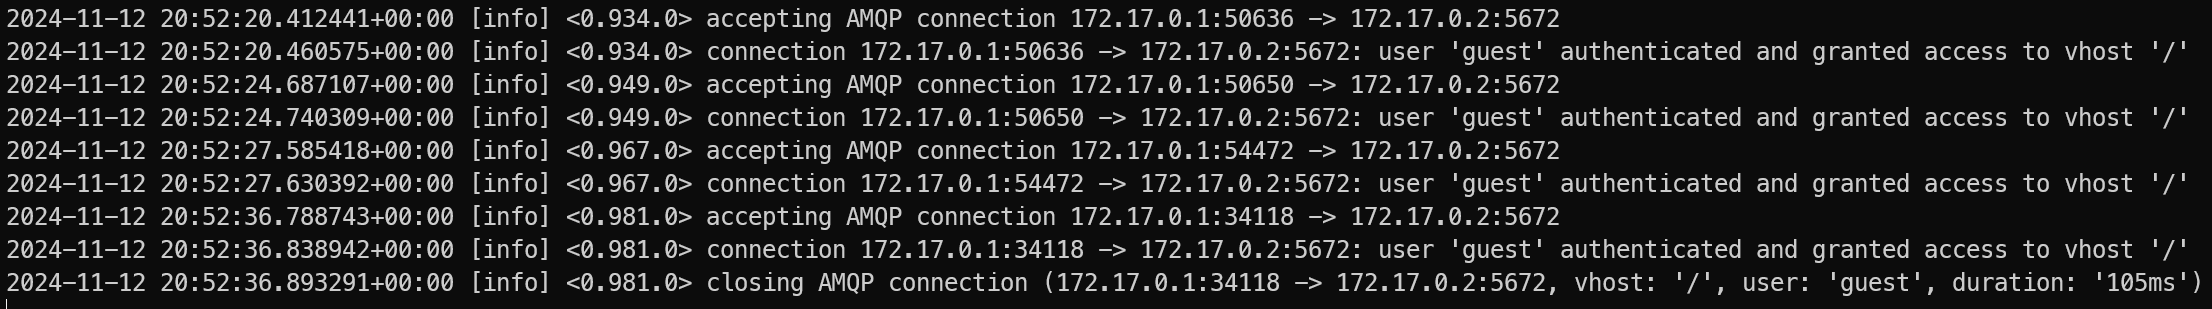 2024-11-12 20:52:20.412441+00:00 [info] <0.934.0> accepting AMQP connection 172.17.0.1:50636 -> 172.17.0.2:5672
2024-11-12 20:52:20.460575+00:00 [info] <0.934.0> connection 172.17.0.1:50636 -> 172.17.0.2:5672: user 'guest' authenticated and granted access to vhost '/'
2024-11-12 20:52:24.687107+00:00 [info] <0.949.0> accepting AMQP connection 172.17.0.1:50650 -> 172.17.0.2:5672
2024-11-12 20:52:24.740309+00:00 [info] <0.949.0> connection 172.17.0.1:50650 -> 172.17.0.2:5672: user 'guest' authenticated and granted access to vhost '/'
2024-11-12 20:52:27.585418+00:00 [info] <0.967.0> accepting AMQP connection 172.17.0.1:54472 -> 172.17.0.2:5672
2024-11-12 20:52:27.630392+00:00 [info] <0.967.0> connection 172.17.0.1:54472 -> 172.17.0.2:5672: user 'guest' authenticated and granted access to vhost '/'
2024-11-12 20:52:36.788743+00:00 [info] <0.981.0> accepting AMQP connection 172.17.0.1:34118 -> 172.17.0.2:5672
2024-11-12 20:52:36.838942+00:00 [info] <0.981.0> connection 172.17.0.1:34118 -> 172.17.0.2:5672: user 'guest' authenticated and granted access to vhost '/'
2024-11-12 20:52:36.893291+00:00 [info] <0.981.0> closing AMQP connection (172.17.0.1:34118 -> 172.17.0.2:5672, vhost: '/', user: 'guest', duration: '105ms')